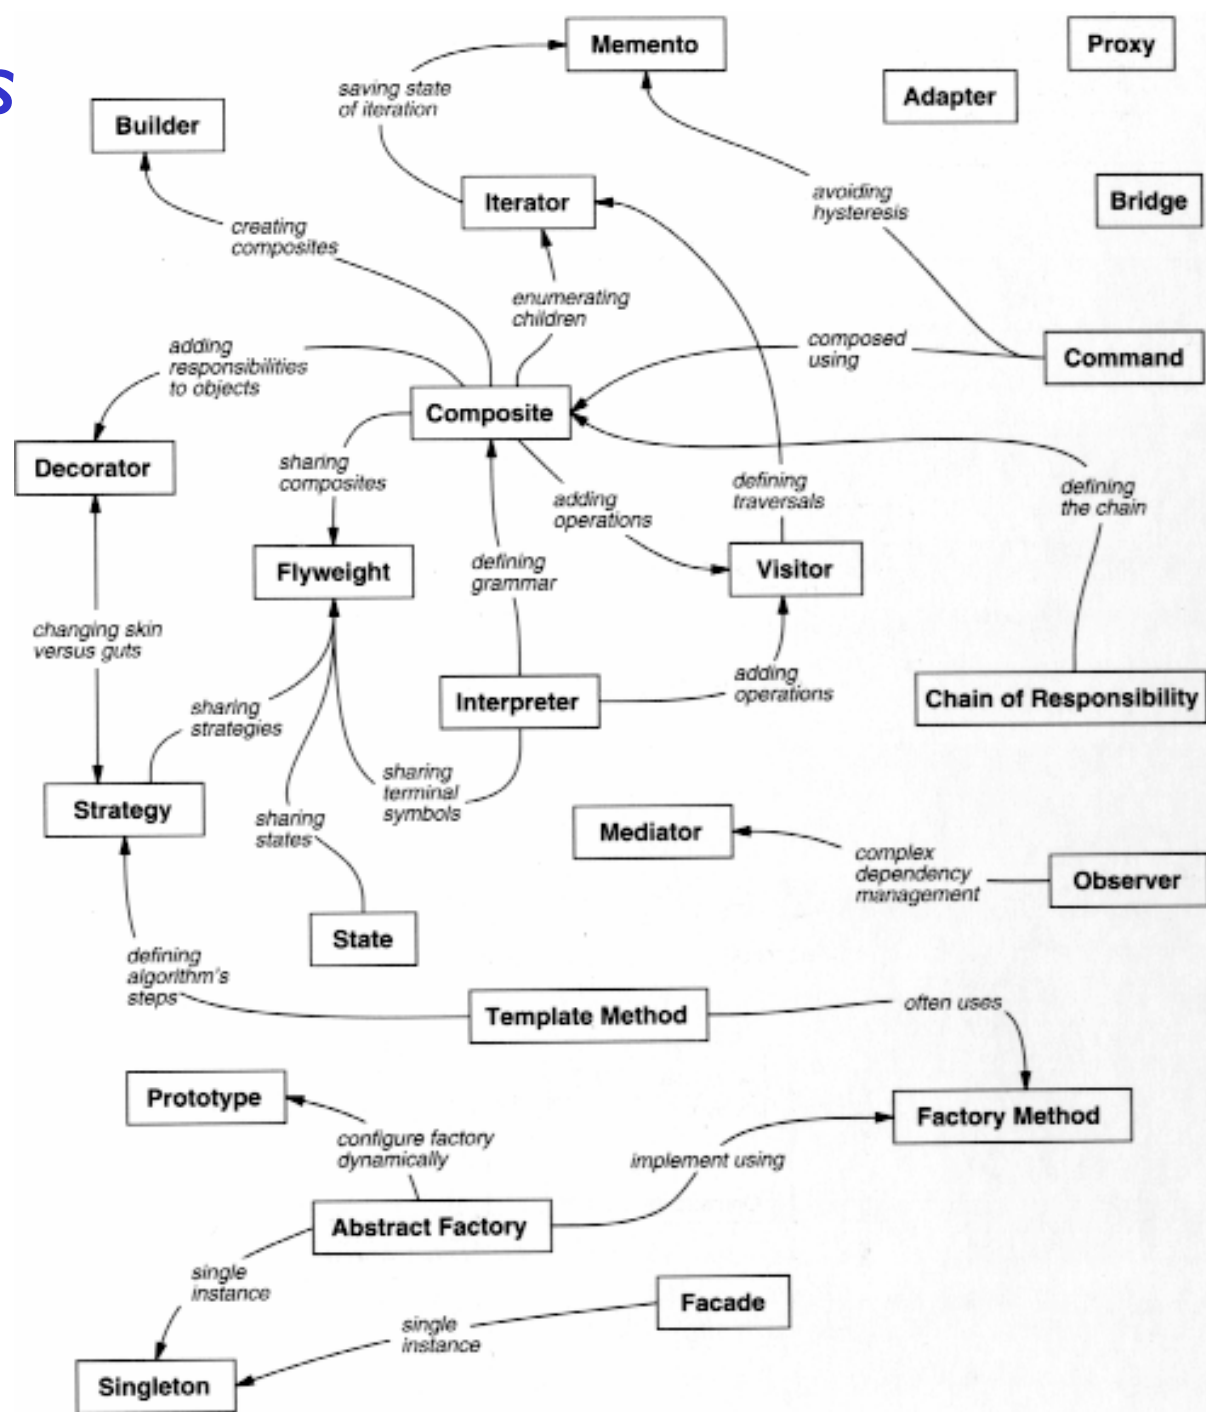 Memento
Proxy
s
saving state
of iteration
Adapter
Builder
Iterator
avoiding
hysteresis
Bridge
creating
composites
enumerating
children
adding
responsibilities
to objects
composed
using
Command
Composite
Decorator
sharing
composites
adding
operations
defining
traversals
defining
the chain
Flyweight
defining
grammar
Visitor
changing skin
versus guts
sharing
strategies
Interpreter
adding
operations
Chain of Responsibility
Strategy
sharing
terminal
symbols
sharing
states
Mediator
complex
dependency
management
Observer
State
defining
algorithm's
steps
Template Method
often uses
Prototype
Factory Method
configure factory
dynamically
implement using
Abstract Factory
single
instance
Facade
single
instance
Singleton